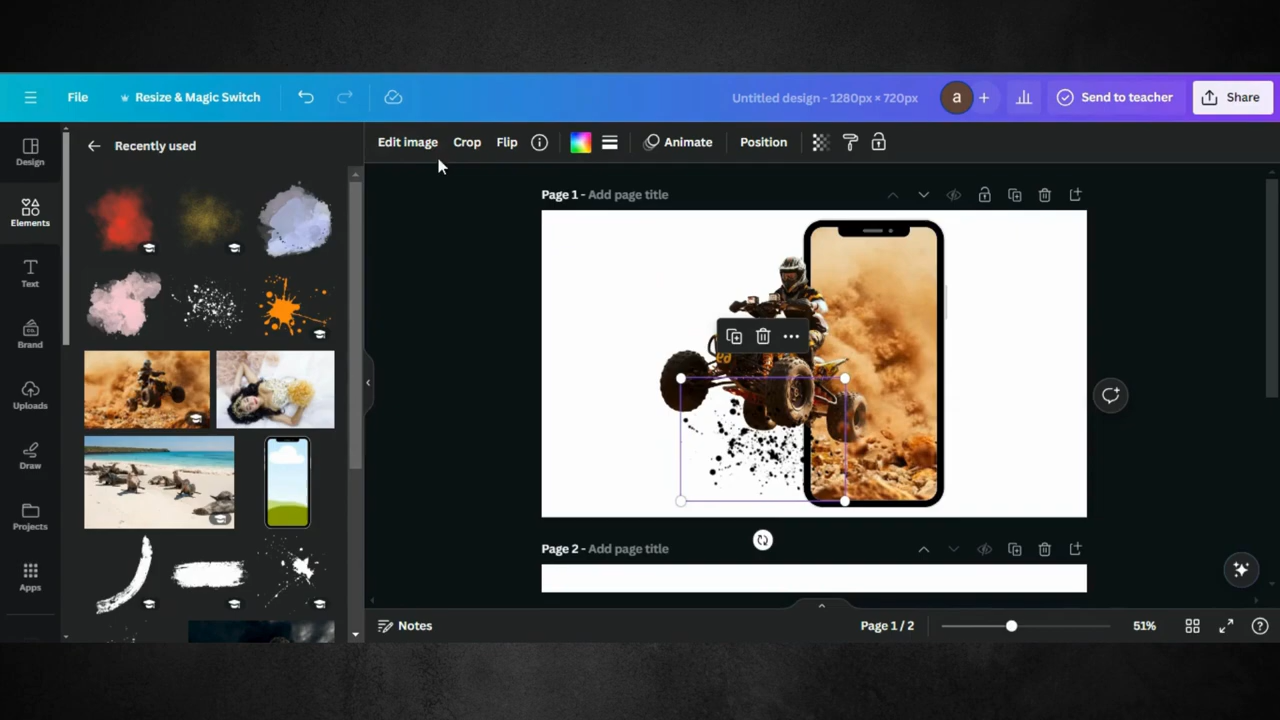 File
Resize & Magic Switch
Untitled design - 1280px × 720px
a
Send to teacher
Share
Design
Elements
Text
Brand
Uploads
Draw
Projects
Apps
Recently used
Edit image
Crop
Flip
Animate
Position
Page 1 - Add page title
Page 2 - Add page title
Notes
Page 1 / 2
51%